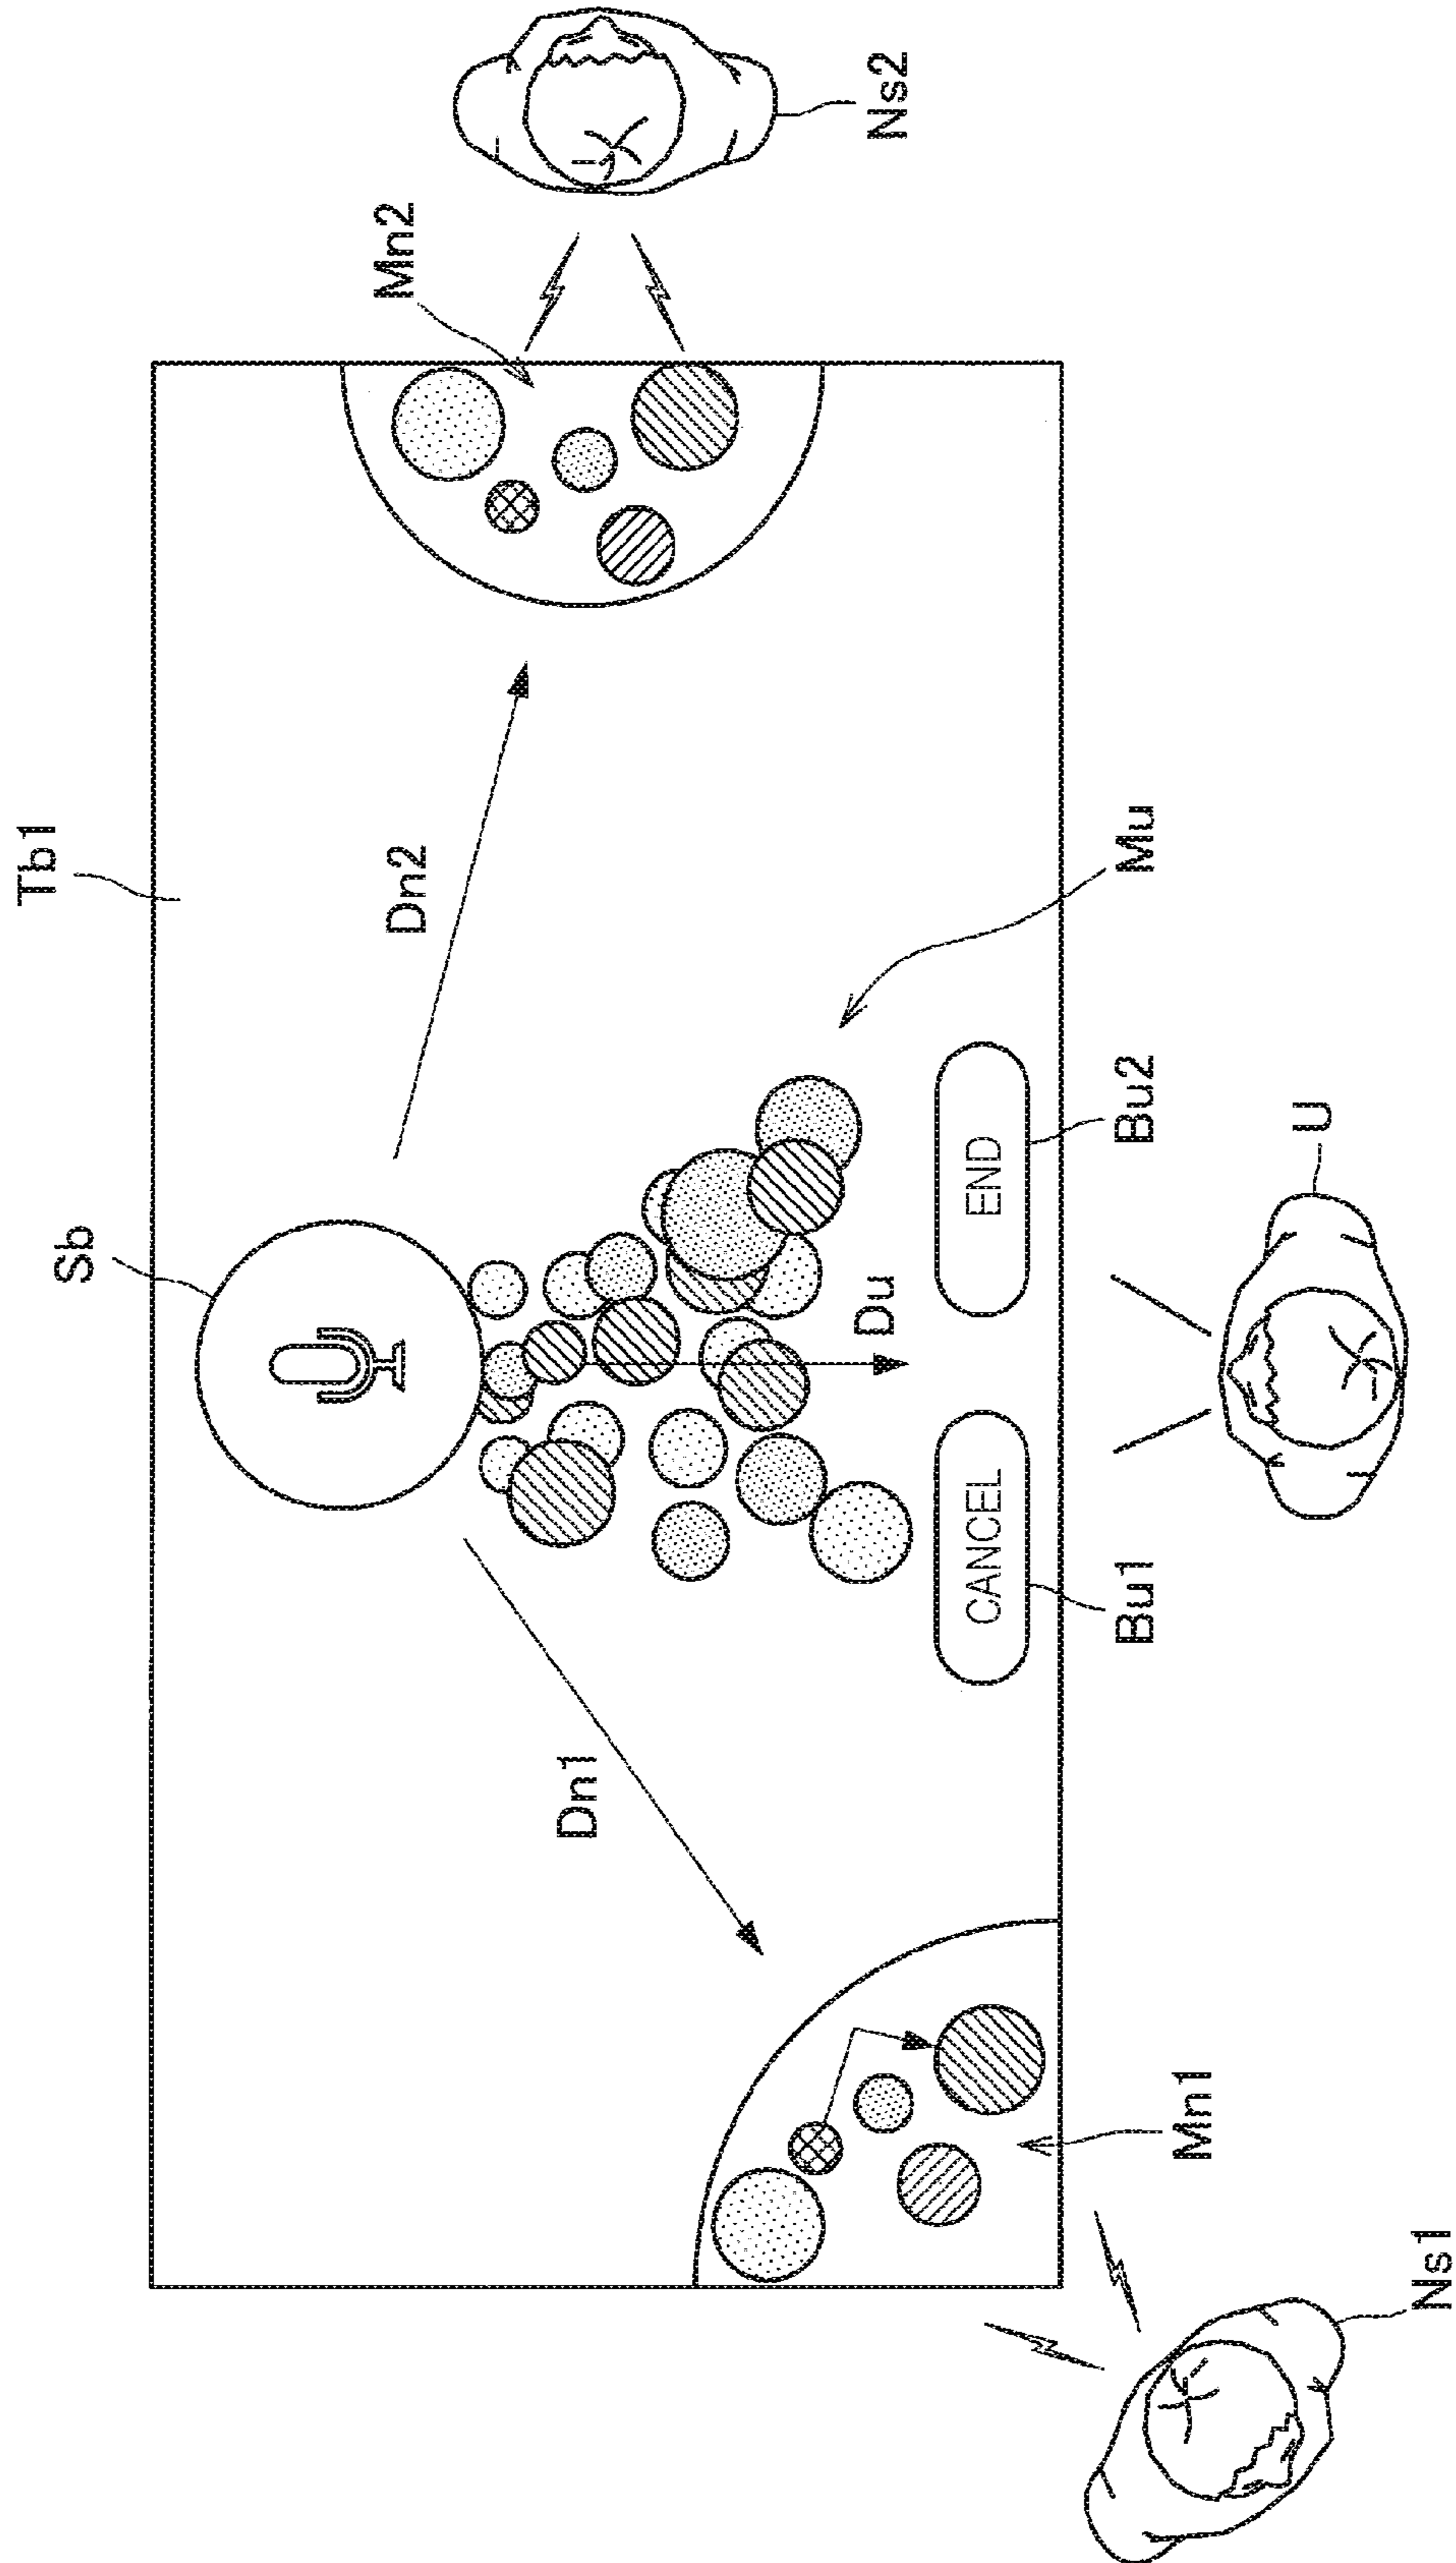 Tb1
Sb
Dn1
Dn2
Mn2
Ns2
Du
Mu
CANCEL
END
Bu1
Bu2
Mn1
U
Ns1